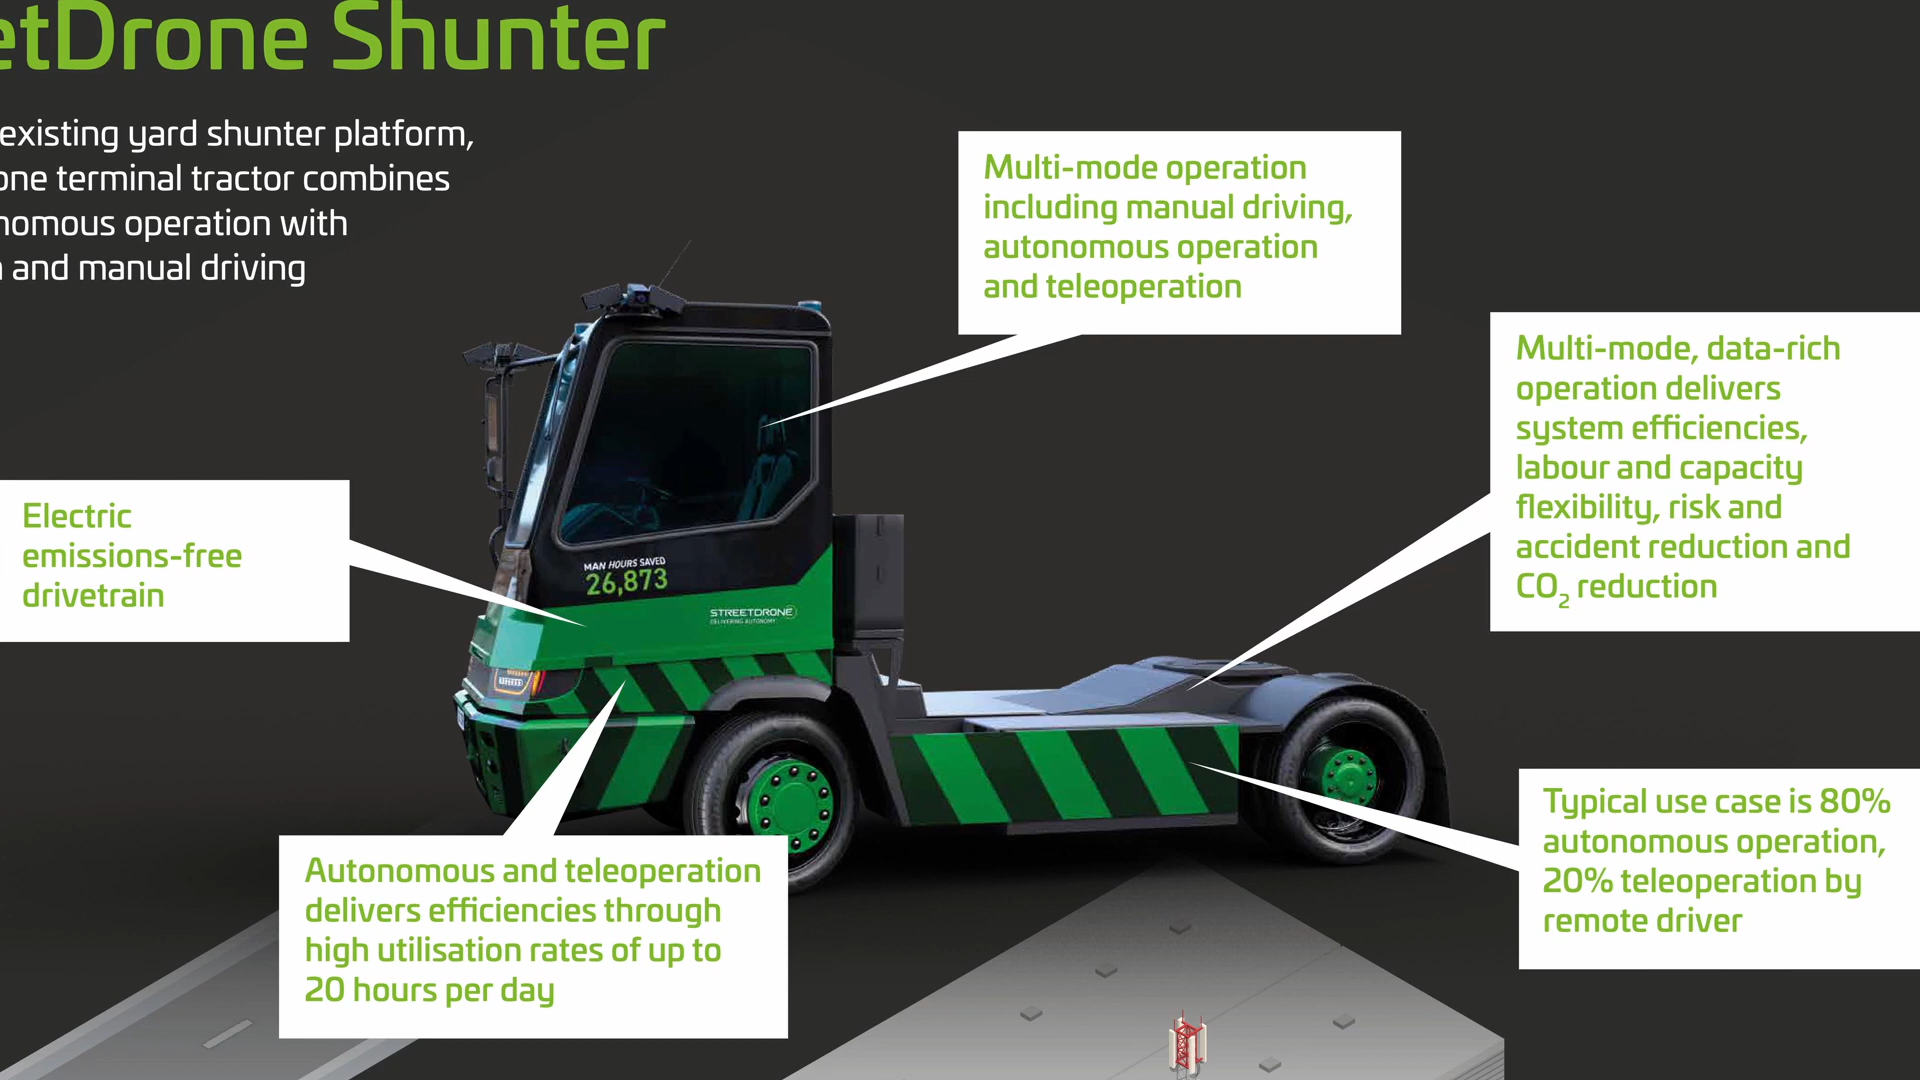 etDrone Shunter
existing yard shunter platform,
one terminal tractor combines
nomous operation with
and manual driving
Multi-mode operation
including manual driving,
autonomous operation
and teleoperation
Multi-mode, data-rich
operation delivers
system efficiencies,
labour and capacity
flexibility, risk and
accident reduction and
CO₂ reduction
Electric
emissions-free
drivetrain
MAN HOURS SAVED
26,873
STREETDRONE
DELIVERING AUTONOMY
Typical use case is 80%
autonomous operation,
20% teleoperation by
remote driver
Autonomous and teleoperation
delivers efficiencies through
high utilisation rates of up to
20 hours per day